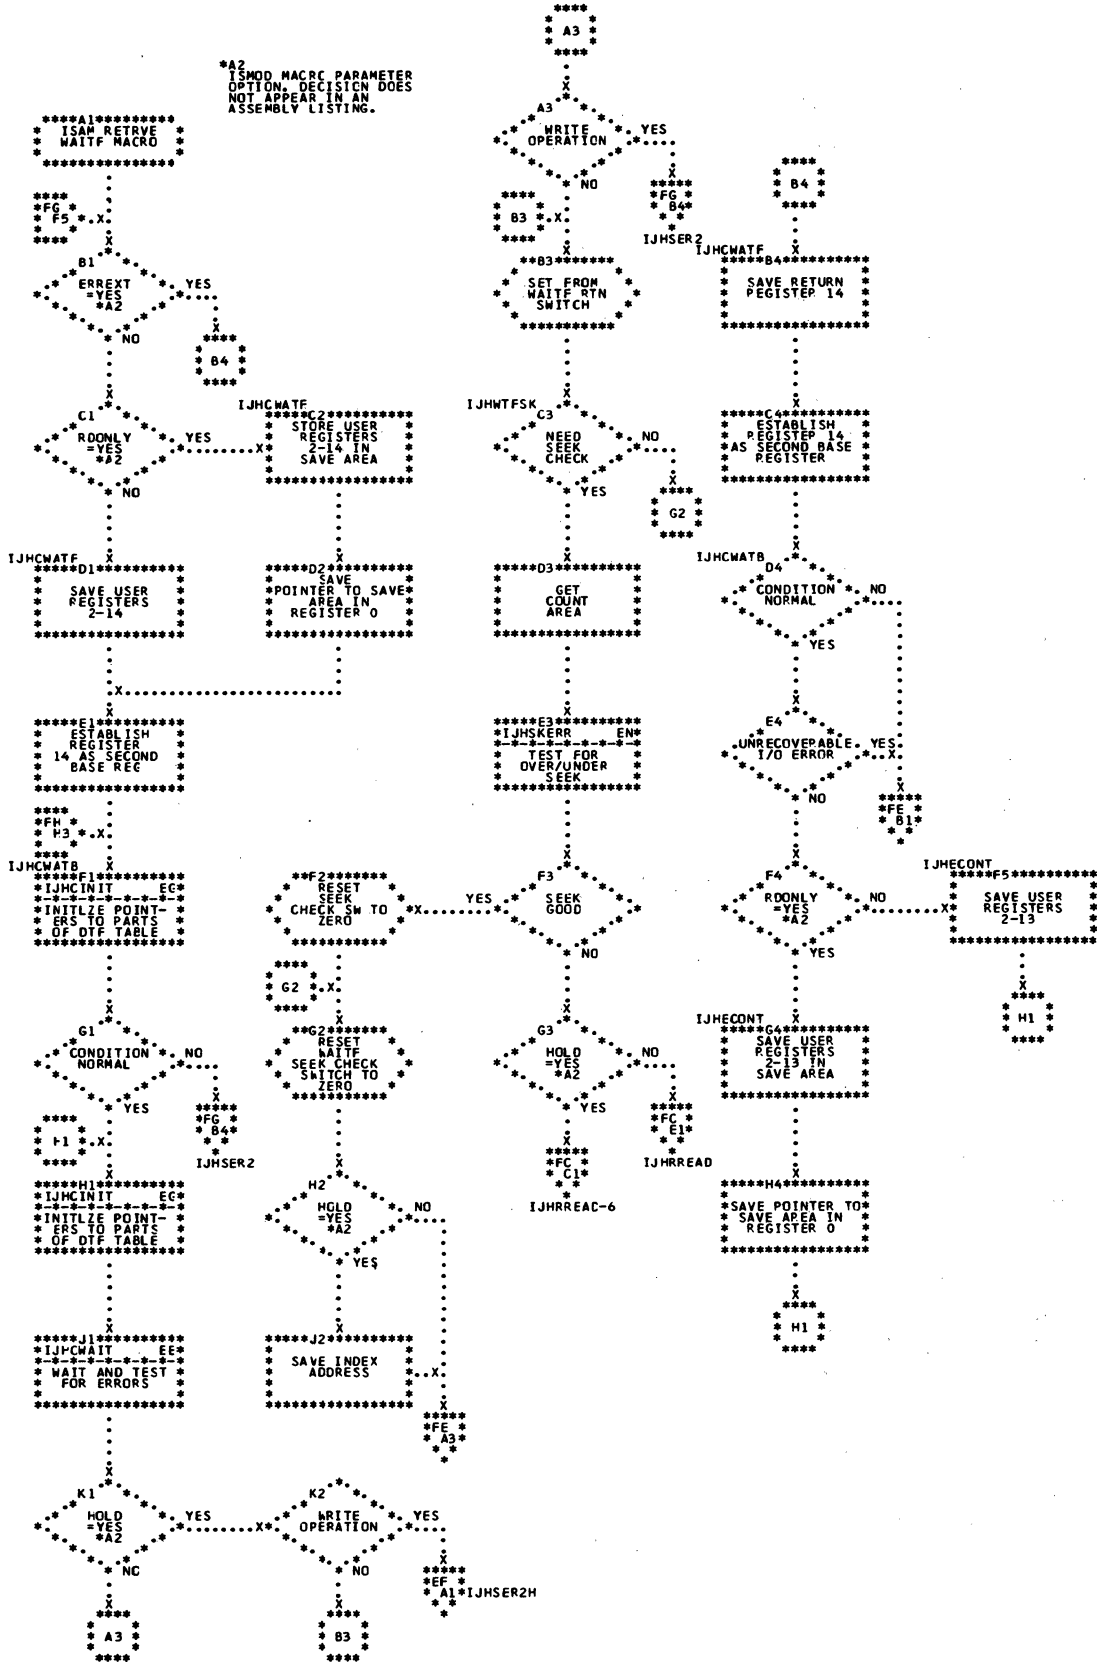 A3
*A2
ISMOD MACRC PARAMETER
OPTION. DECISICN DOES
NOT APPEAR IN AN
ASSEMBLY LISTING.
A1
ISAM RETRVE
WAITF MACRO
FG
F5
B1
ERREXT
=YES
*A2
YES
NO
B4
C1
RDONLY
=YES
*A2
YES
NO
IJHCWATF
C2
STORE USER
REGISTERS
2-14 IN
SAVE AREA
IJHCWATF
D1
SAVE USER
REGISTERS
2-14
D2
SAVE
POINTER TO SAVE
AREA IN
REGISTER 0
E1
ESTABLISH
REGISTER
14 AS SECOND
BASE REG
FH
H3
IJHCWATB
F1
IJHCINIT EG
INITLZE POINT-
ERS TO PARTS
OF DTF TABLE
G1
CONDITION
NORMAL
NO
YES
FG
B4
IJHSER2
H1
H1
IJHCINIT EG
INITLZE POINT-
ERS TO PARTS
OF DTF TABLE
J1
IJHCWAIT EE
WAIT AND TEST
FOR ERRORS
K1
HOLD
=YES
*A2
YES
NO
A3
K2
WRITE
OPERATION
YES
NO
EF
A1
IJHSER2H
B3
F2
RESET
SEEK
CHECK SW TO
ZERO
G2
G2
RESET
WAITF
SEEK CHECK
SWITCH TO
ZERO
H2
HOLD
=YES
*A2
NO
YES
J2
SAVE INDEX
ADDRESS
FE
A3
A3
WRITE
OPERATION
YES
NO
FG
B4
IJHSER2
B3
B3
SET FROM
WAITF RTN
SWITCH
IJHWTFSK
C3
NEED
SEEK
CHECK
NO
YES
G2
D3
GET
COUNT
AREA
E3
IJHSKERR EN
TEST FOR
OVER/UNDER
SEEK
F3
SEEK
GOOD
YES
NO
G3
HOLD
=YES
*A2
NO
YES
FC
E1
IJHRREAD
FC
C1
IJHRREAC-6
B4
IJHCWATF
B4
SAVE RETURN
PEGISTEP 14
C4
ESTABLISH
PEGISTER 14
AS SECOND BASE
REGISTER
IJHCWATB
D4
CONDITION
NORMAL
NO
YES
E4
UNRECOVERABLE
I/O ERROR
YES
NO
FE
B1
F4
RDONLY
=YES
*A2
NO
YES
IJHECONT
F5
SAVE USER
REGISTERS
2-13
H1
IJHECONT
G4
SAVE USER
REGISTERS
2-13 IN
SAVE AREA
H4
SAVE POINTER TO
SAVE AREA IN
REGISTER 0
H1